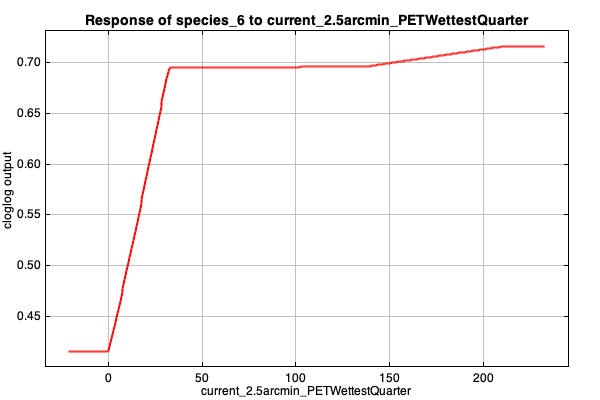 Response of species_6 to current_2.5arcmin_PETWettestQuarter
cloglog output
0.70
0.65
0.60
0.55
0.50
0.45
0 50 100 150 200
current_2.5arcmin_PETWettestQuarter